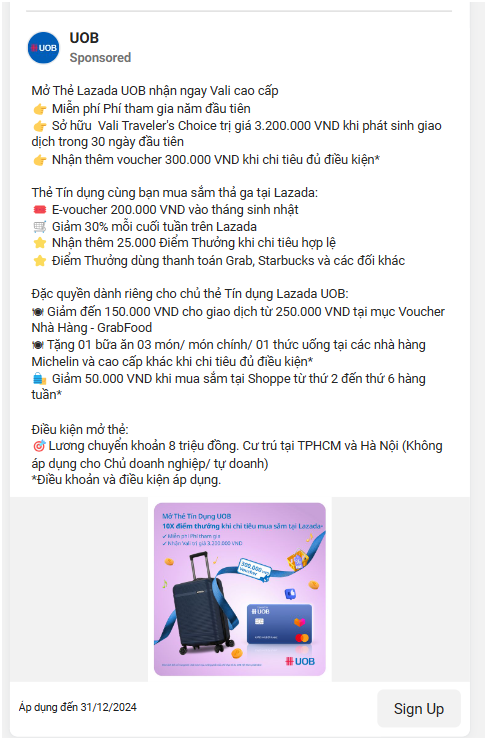 UOB
UOB
Sponsored
Mở Thẻ Lazada UOB nhận ngay Vali cao cấp
👉 Miễn phí Phí tham gia năm đầu tiên
👉 Sở hữu Vali Traveler's Choice trị giá 3.200.000 VND khi phát sinh giao
dịch trong 30 ngày đầu tiên
👉 Nhận thêm voucher 300.000 VND khi chi tiêu đủ điều kiện*
Thẻ Tín dụng cùng bạn mua sắm thả ga tại Lazada:
🎟️ E-voucher 200.000 VND vào tháng sinh nhật
🛒 Giảm 30% mỗi cuối tuần trên Lazada
⭐ Nhận thêm 25.000 Điểm Thưởng khi chi tiêu hợp lệ
⭐ Điểm Thưởng dùng thanh toán Grab, Starbucks và các đối khác
Đặc quyền dành riêng cho chủ thẻ Tín dụng Lazada UOB:
🍽️ Giảm đến 150.000 VND cho giao dịch từ 250.000 VND tại mục Voucher
Nhà Hàng - GrabFood
🍽️ Tặng 01 bữa ăn 03 món/ món chính/ 01 thức uống tại các nhà hàng
Michelin và cao cấp khác khi chi tiêu đủ điều kiện*
🛍️ Giảm 50.000 VND khi mua sắm tại Shoppe từ thứ 2 đến thứ 6 hàng
tuần*
Điều kiện mở thẻ:
🎯 Lương chuyển khoản 8 triệu đồng. Cư trú tại TPHCM và Hà Nội (Không
áp dụng cho Chủ doanh nghiệp/ tự doanh)
*Điều khoản và điều kiện áp dụng.
Mở Thẻ Tín Dụng UOB
10X điểm thưởng khi chi tiêu mua sắm tại Lazada
✓ Miễn phí Phí tham gia
✓ Nhận Vali trị giá 3.200.000 VND
300.000 VND
Voucher
UOB
UOB
Áp dụng đến 31/12/2024
Sign Up